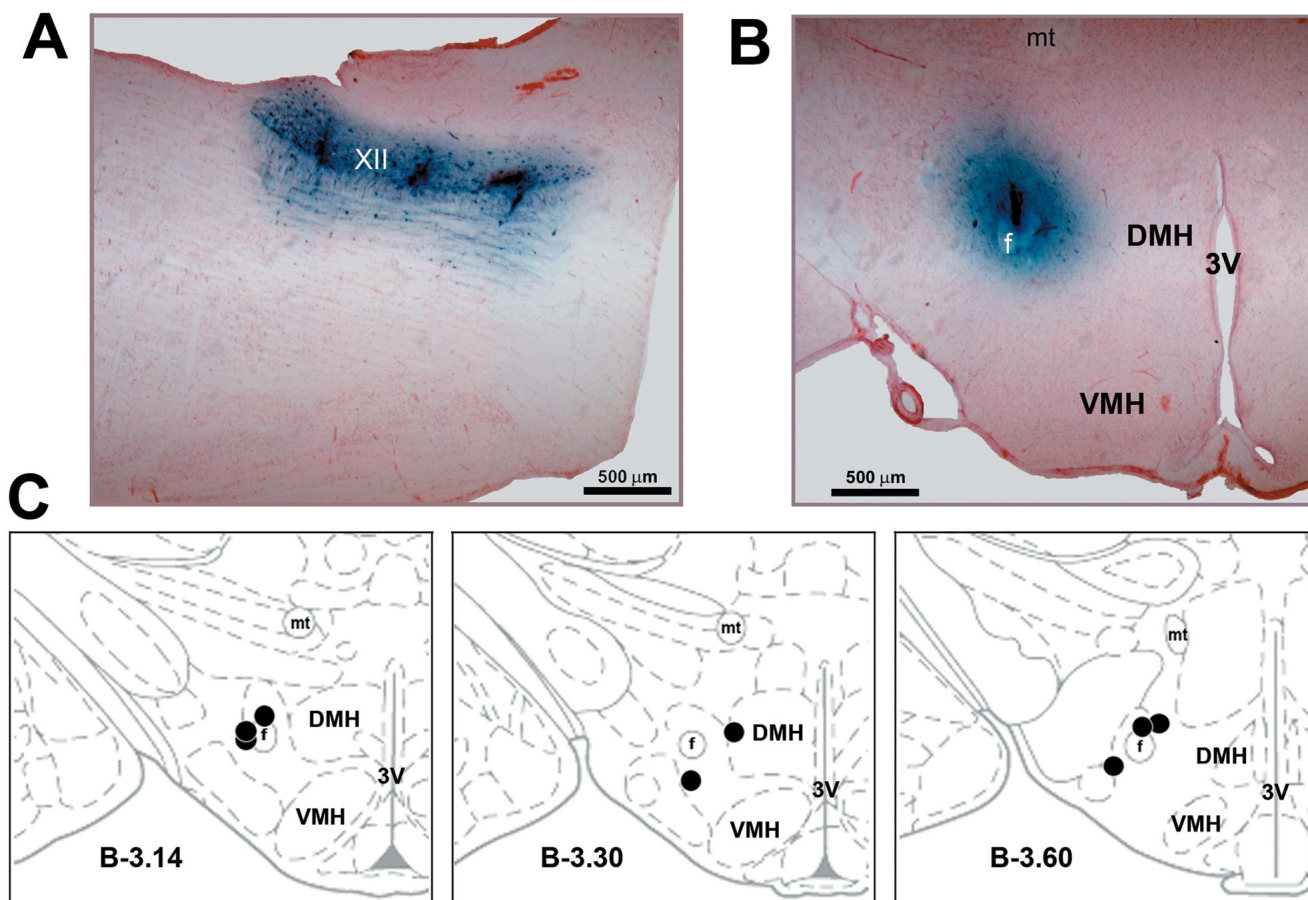 A
XII
500 µm
B
mt
f
DMH
3V
VMH
500 µm
C
mt
f
DMH
3V
VMH
B-3.14
mt
f
DMH
3V
VMH
B-3.30
mt
f
DMH
3V
VMH
B-3.60